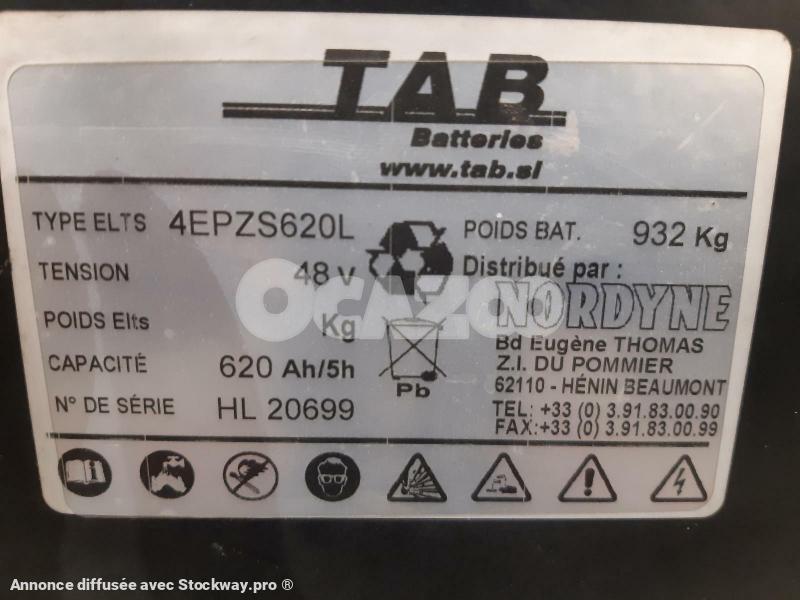 TAB
Batteries
www.tab.si
TYPE ELTS 4EPZS620L
TENSION 48 v
POIDS Elts Kg
CAPACITÉ 620 Ah/5h
N° DE SÉRIE HL 20699
Pb
POIDS BAT. 932 Kg
Distribué par :
NORDYNE
Bd Eugène THOMAS
Z.I. DU POMMIER
62110 - HÉNIN BEAUMONT
TEL: +33 (0) 3.91.83.00.90
FAX:+33 (0) 3.91.83.00.99
OCAZOO
Annonce diffusée avec Stockway.pro ®